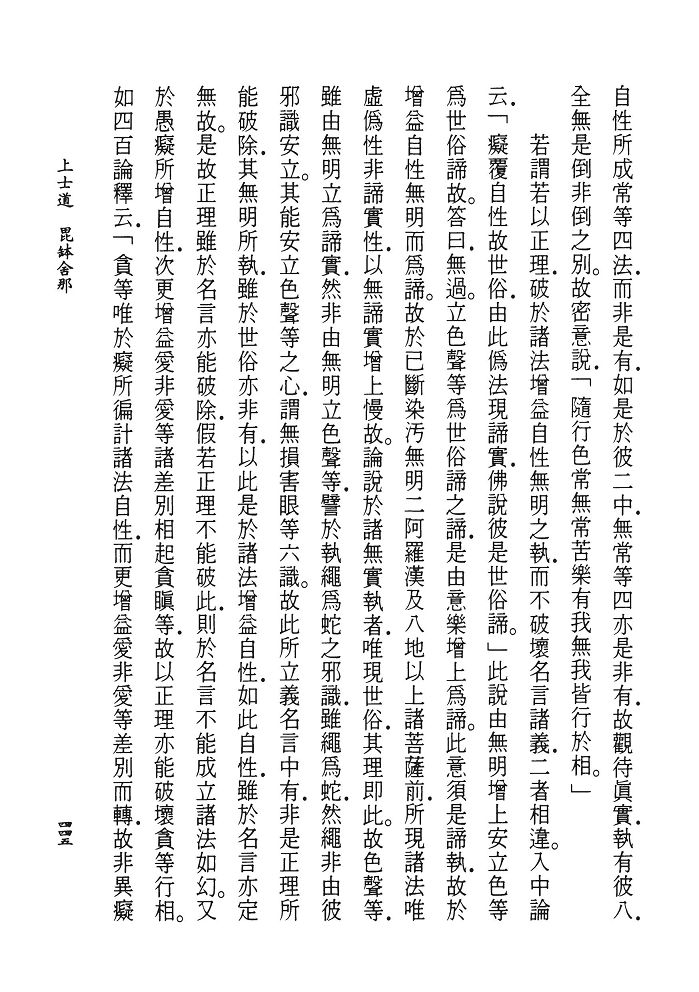 自性所成常等四法，而非是有，如是於彼二中，無常等四亦是非有，故觀待眞實，執有彼八，
全無是倒非倒之別。故密意說，「隨行色常無常苦樂有我無我皆行於相。」
若謂若以正理，破於諸法增益自性無明之執，而不破壞名言諸義，二者相違。入中論
云，「癡覆自性故世俗，由此僞法現諦實，佛說彼是世俗諦。」此說由無明增上安立色等
爲世俗諦故。答曰，無過。立色聲等爲世俗諦之諦，是由意樂增上爲諦。此意須是諦執，故於
增益自性無明而爲諦。故於已斷染汚無明二阿羅漢及八地以上諸菩薩前，所現諸法唯
虛僞性非諦實性，以無諦實增上慢故。論說於諸無實執者，唯現世俗，其理卽此。故色聲等，
雖由無明立爲諦實，然非由無明立色聲等，譬於執繩爲蛇之邪識，雖繩爲蛇，然繩非由彼
邪識安立。其能安立色聲等之心，謂無損害眼等六識。故此所立義名言中有，非是正理所
能破除，其無明所執，雖於世俗亦非有，以此是於諸法增益自性，如此自性，雖於名言亦定
無故。是故正理雖於名言亦能破除，假若正理不能破此，則於名言不能成立諸法如幻。又
於愚癡所增自性，次更增益愛非愛等諸差別相起貪瞋等，故以正理亦能破壞貪等行相。
如四百論釋云，「貪等唯於癡所徧計諸法自性，而更增益愛非愛等差別而轉，故非異癡
上士道　毘鉢舍那
四四五